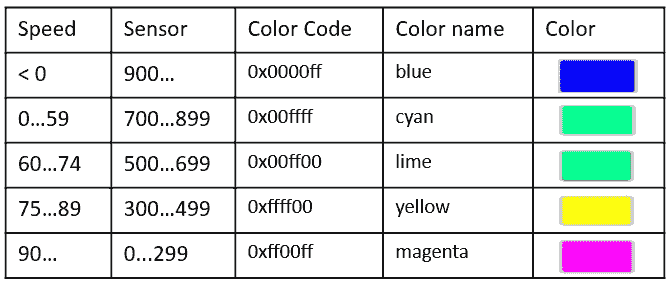 Speed Sensor Color Code Color name Color
< 0 900... 0x0000ff blue
0...59 700...899 0x00ffff cyan
60...74 500...699 0x00ff00 lime
75...89 300...499 0xffff00 yellow
90... 0...299 0xff00ff magenta